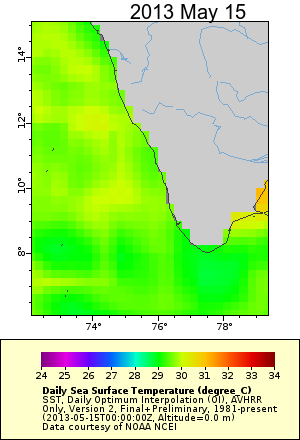 2013 May 15
14°
12°
10°
8°
74° 76° 78°
24 25 26 27 28 29 30 31 32 33 34
Daily Sea Surface Temperature (degree_C)
SST, Daily Optimum Interpolation (OI), AVHRR
Only, Version 2, Final+Preliminary, 1981-present
(2013-05-15T00:00:00Z, Altitude=0.0 m)
Data courtesy of NOAA NCEI